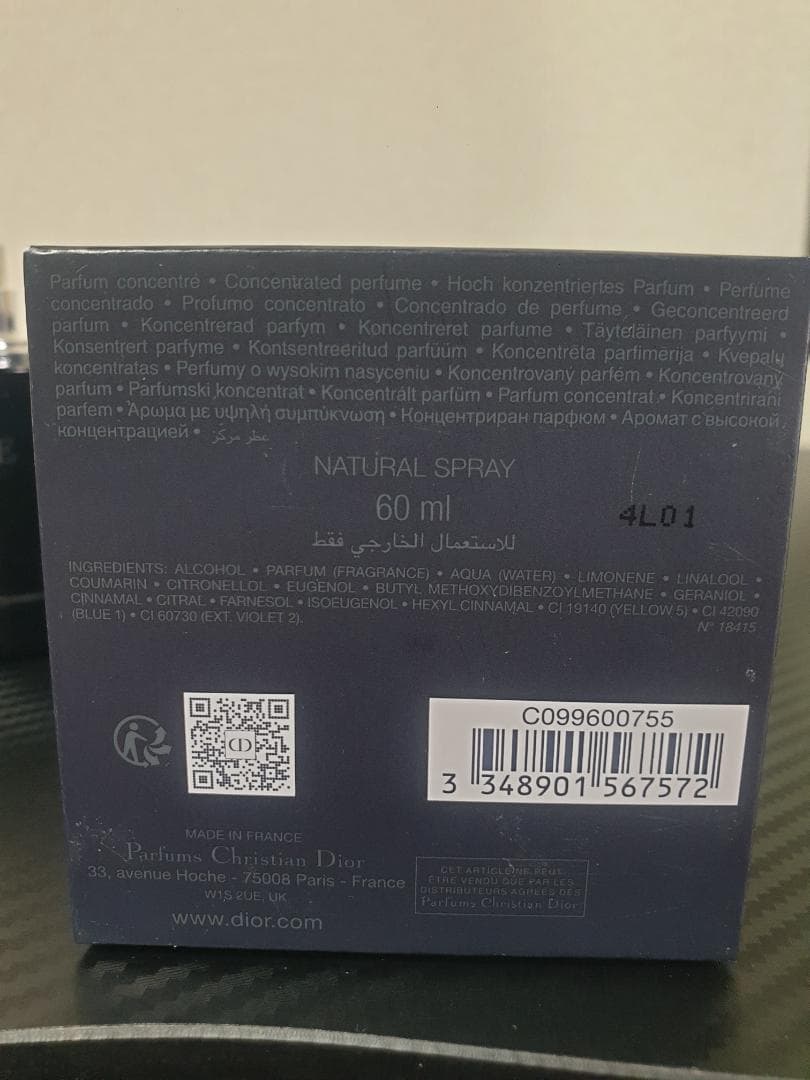 Parfum concentré • Concentrated perfume • Hoch konzentriertes Parfum • Perfume
concentrado • Profumo concentrato • Concentrado de perfume • Geconcentreerd
parfum • Koncentrerad parfym • Koncentreret parfume • Täyteläinen parfyymi •
Konsentrert parfyme • Kontsentreeritud parfüüm • Koncentrēta parfimērija • Kvepalų
koncentratas • Perfumy o wysokim nasyceniu • Koncentrovaný parfém • Koncentrovaný
parfum • Parfumski koncentrat • Koncentrált parfüm • Parfum concentrat • Koncentrirani
parfem • Άρωμα με υψηλή συμπύκνωση • Концентриран парфюм • Аромат с высокой
концентрацией • عطر مركز
NATURAL SPRAY
60 ml
4L01
للاستعمال الخارجي فقط
INGREDIENTS: ALCOHOL • PARFUM (FRAGRANCE) • AQUA (WATER) • LIMONENE • LINALOOL •
COUMARIN • CITRONELLOL • EUGENOL • BUTYL METHOXYDIBENZOYLMETHANE • GERANIOL •
CINNAMAL • CITRAL • FARNESOL • ISOEUGENOL • HEXYL CINNAMAL • CI 19140 (YELLOW 5) • CI 42090
(BLUE 1) • CI 60730 (EXT. VIOLET 2).
N° 18415
CD
C099600755
3 348901 567572
MADE IN FRANCE
Parfums Christian Dior
33, avenue Hoche - 75008 Paris - France
W1S 2UE, UK
www.dior.com
CET ARTICLE NE PEUT
ÊTRE VENDU QUE PAR LES
DISTRIBUTEURS AGRÉÉS DES
Parfums Christian Dior
E